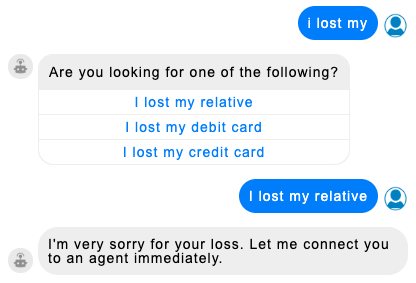 i lost my
Are you looking for one of the following?
I lost my relative
I lost my debit card
I lost my credit card
I lost my relative
I'm very sorry for your loss. Let me connect you
to an agent immediately.